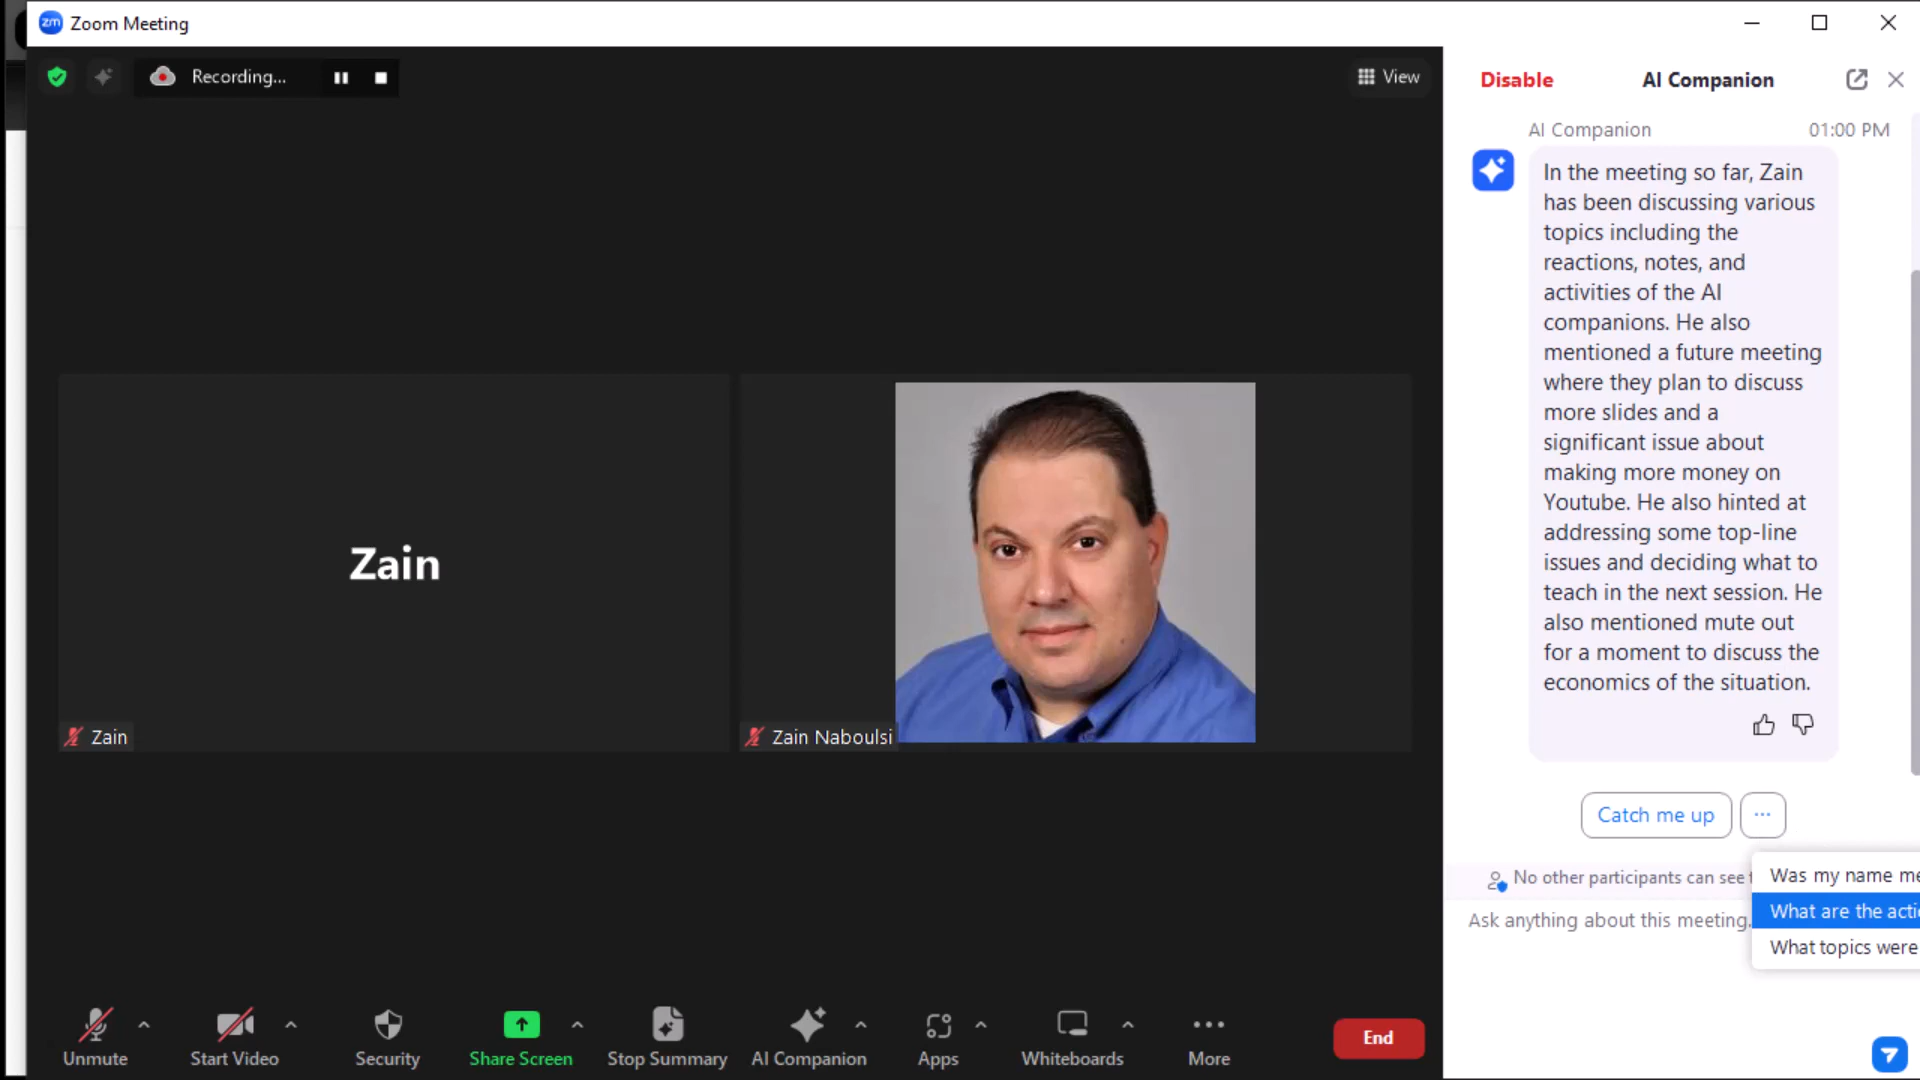 zm Zoom Meeting
Recording...
View
Disable
AI Companion
AI Companion
01:00 PM
In the meeting so far, Zain
has been discussing various
topics including the
reactions, notes, and
activities of the AI
companions. He also
mentioned a future meeting
where they plan to discuss
more slides and a
significant issue about
making more money on
Youtube. He also hinted at
addressing some top-line
issues and deciding what to
teach in the next session. He
also mentioned mute out
for a moment to discuss the
economics of the situation.
Catch me up
...
No other participants can see
Was my name me
What are the acti
What topics were
Ask anything about this meeting.
Zain
Zain
Zain Naboulsi
Unmute
Start Video
Security
Share Screen
Stop Summary
AI Companion
Apps
Whiteboards
More
End